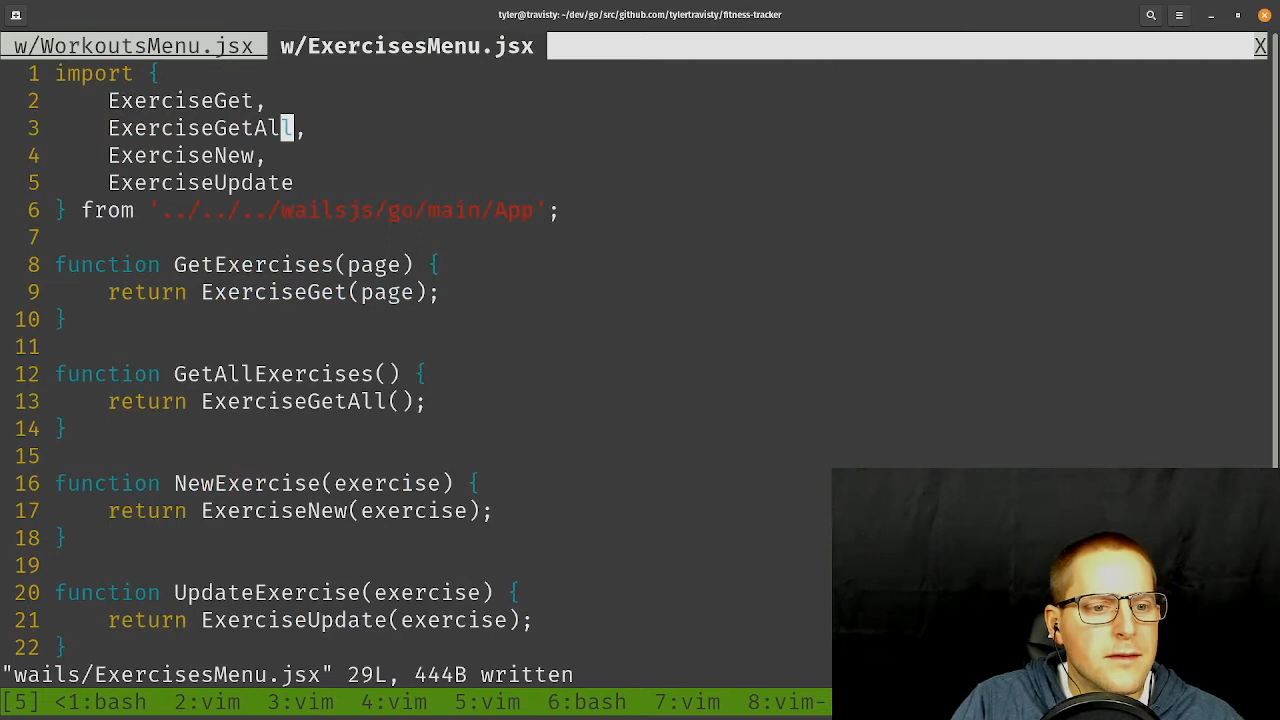 tyler@travisty: ~/dev/go/src/github.com/tylertravisty/fitness-tracker
w/WorkoutsMenu.jsx w/ExercisesMenu.jsx X
1 import {
2 ExerciseGet,
3 ExerciseGetAll,
4 ExerciseNew,
5 ExerciseUpdate
6 } from '../../../wailsjs/go/main/App';
7
8 function GetExercises(page) {
9 return ExerciseGet(page);
10 }
11
12 function GetAllExercises() {
13 return ExerciseGetAll();
14 }
15
16 function NewExercise(exercise) {
17 return ExerciseNew(exercise);
18 }
19
20 function UpdateExercise(exercise) {
21 return ExerciseUpdate(exercise);
22 }
"wails/ExercisesMenu.jsx" 29L, 444B written
[5] <1:bash 2:vim 3:vim 4:vim 5:vim 6:bash 7:vim 8:vim-